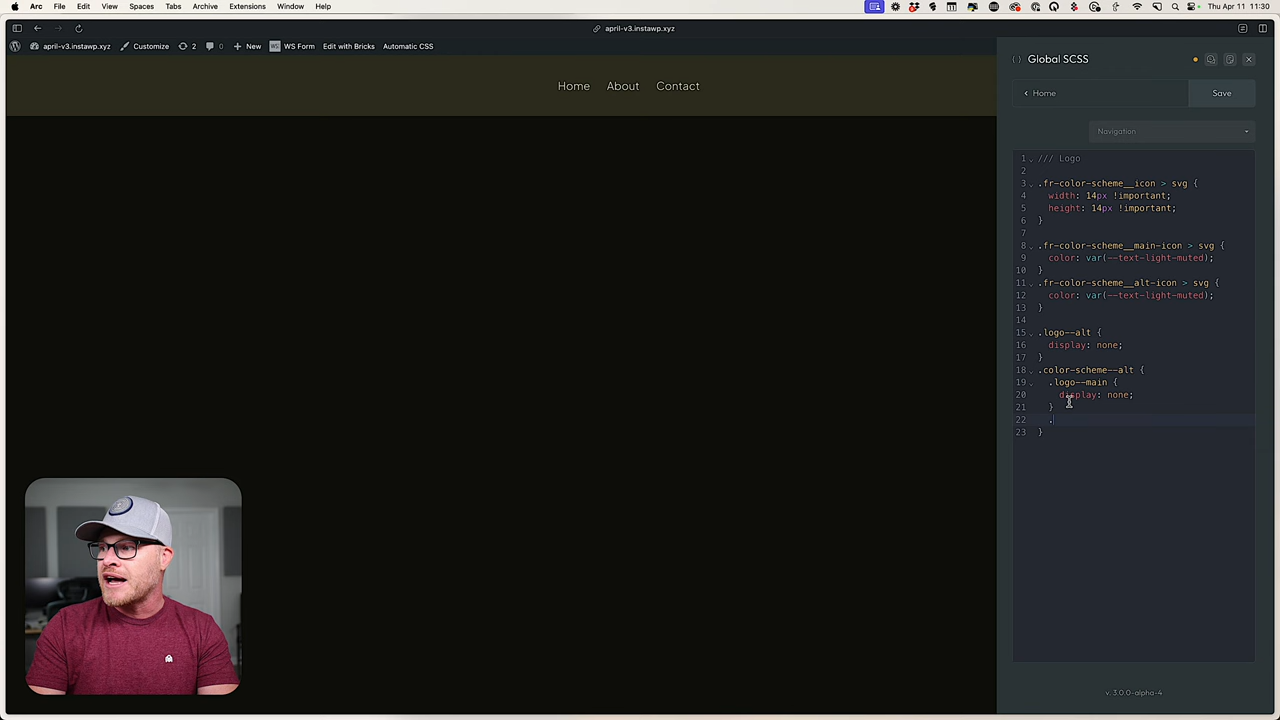 Arc File Edit View Spaces Tabs Archive Extensions Window Help
Thu Apr 11 11:30
april-v3.instawp.xyz
april-v3.instawp.xyz Customize 2 0 New WS WS Form Edit with Bricks Automatic CSS
Home About Contact
Global SCSS
Home
Save
Navigation
1 /// Logo
2
3 .fr-color-scheme__icon > svg {
4 width: 14px !important;
5 height: 14px !important;
6 }
7
8 .fr-color-scheme__main-icon > svg {
9 color: var(--text-light-muted);
10 }
11 .fr-color-scheme__alt-icon > svg {
12 color: var(--text-light-muted);
13 }
14
15 .logo--alt {
16 display: none;
17 }
18 .color-scheme--alt {
19 .logo--main {
20 display: none;
21 }
22 .
23 }
v. 3.0.0-alpha-4